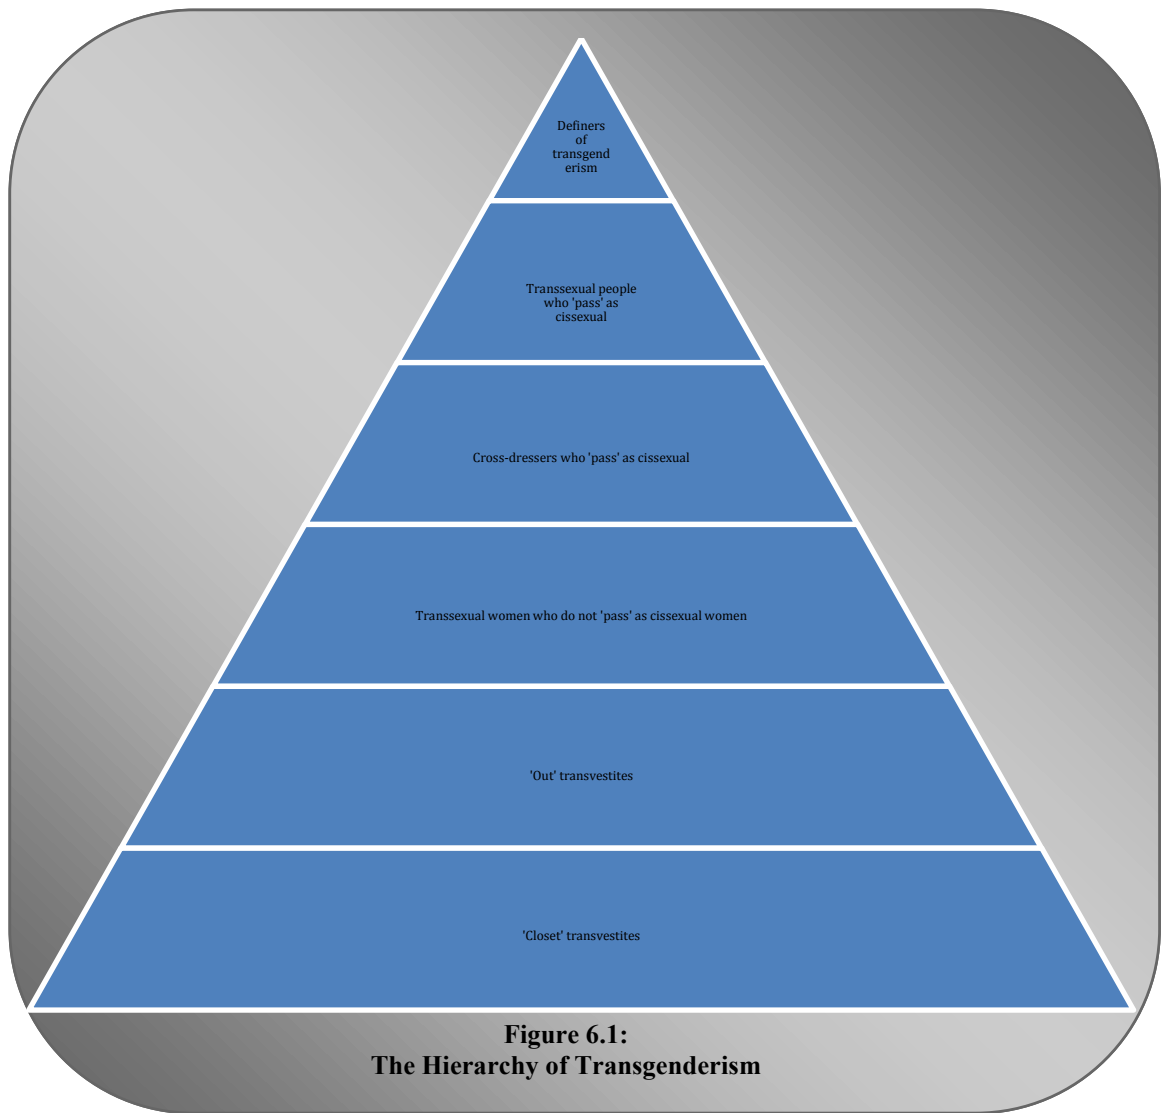 Definers
of
transgend
erism
Transsexual people
who 'pass' as
cissexual
Cross-dressers who 'pass' as cissexual
Transsexual women who do not 'pass' as cissexual women
'Out' transvestites
'Closet' transvestites
Figure 6.1:
The Hierarchy of Transgenderism